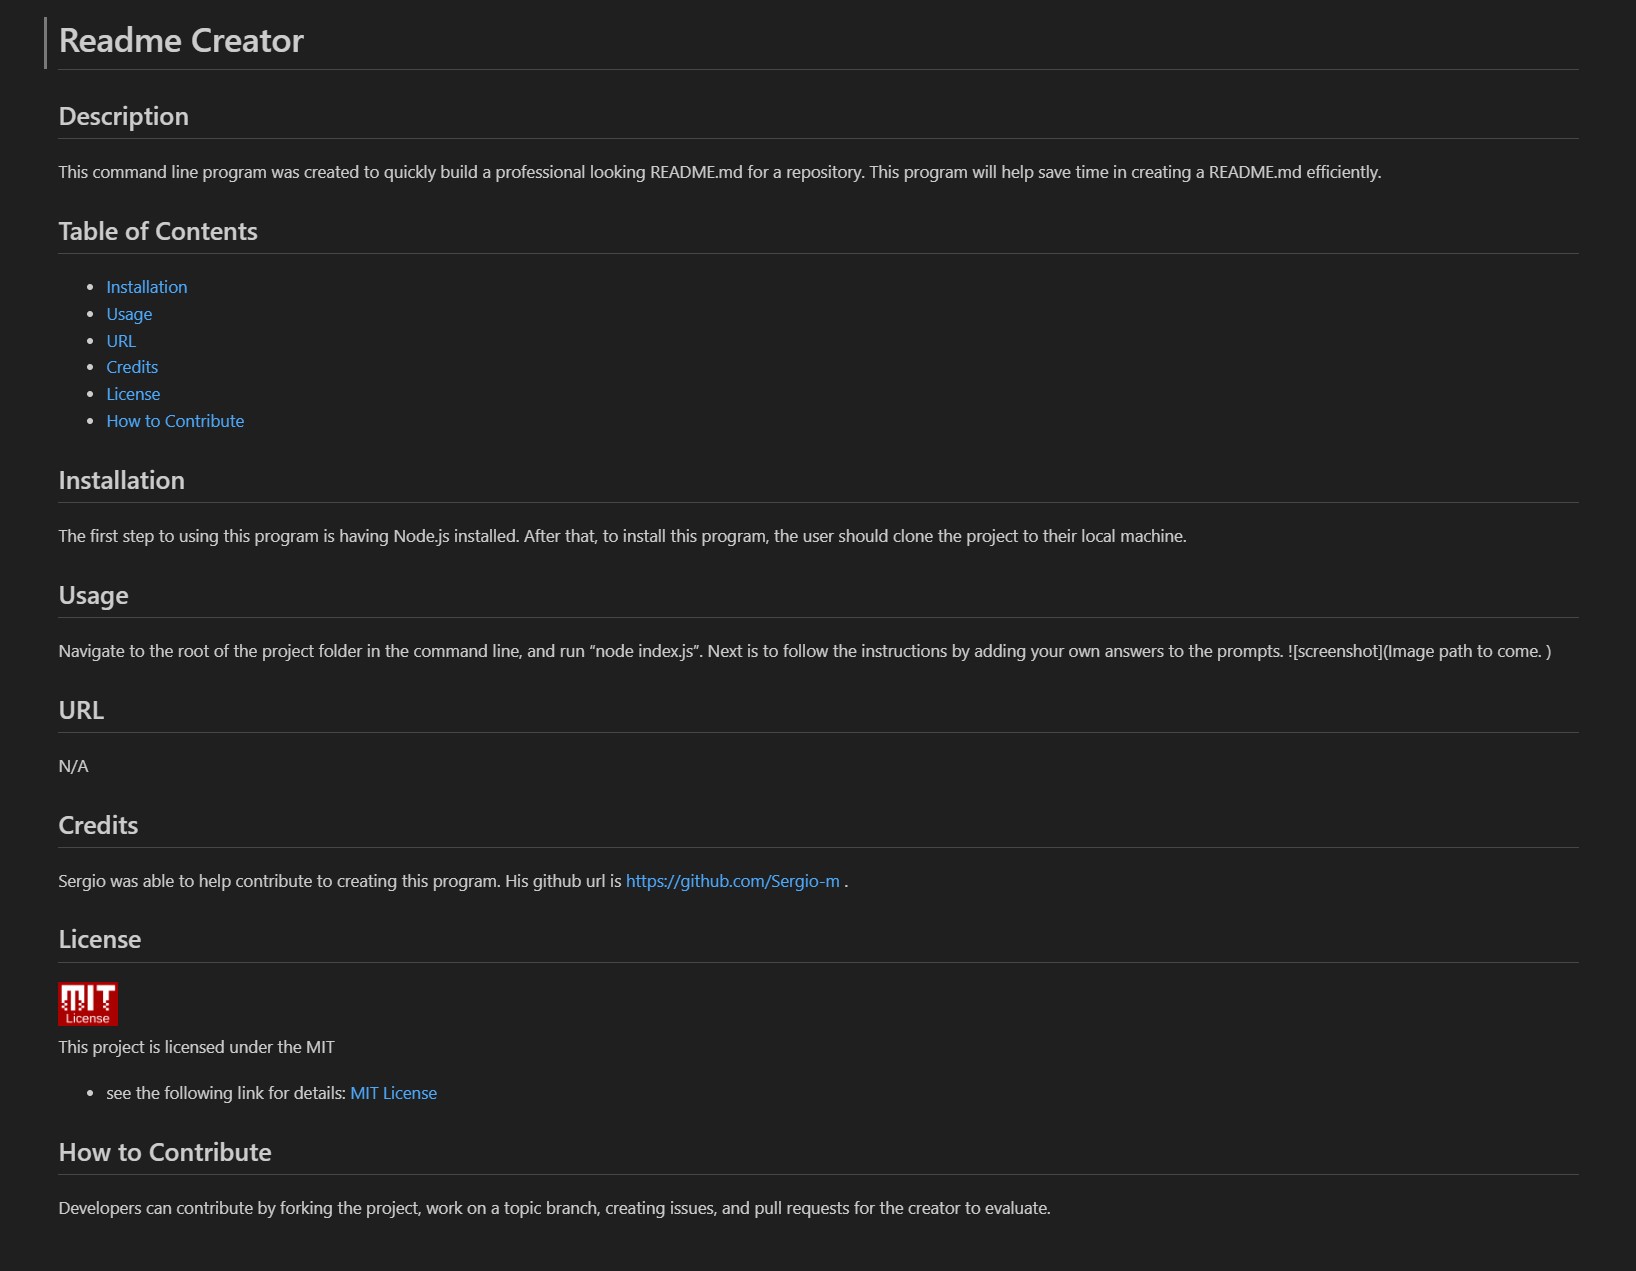 Readme Creator
Description
This command line program was created to quickly build a professional looking README.md for a repository. This program will help save time in creating a README.md efficiently.
Table of Contents
Installation
Usage
URL
Credits
License
How to Contribute
Installation
The first step to using this program is having Node.js installed. After that, to install this program, the user should clone the project to their local machine.
Usage
Navigate to the root of the project folder in the command line, and run “node index.js”. Next is to follow the instructions by adding your own answers to the prompts. ![screenshot](Image path to come. )
URL
N/A
Credits
Sergio was able to help contribute to creating this program. His github url is https://github.com/Sergio-m .
License
MIT
License
This project is licensed under the MIT
see the following link for details: MIT License
How to Contribute
Developers can contribute by forking the project, work on a topic branch, creating issues, and pull requests for the creator to evaluate.